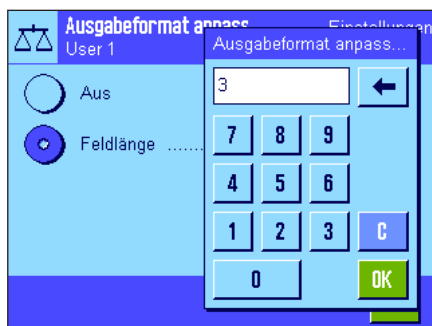 Ausgabeformat anpass
Einstellungen
User 1
Ausgabeformat anpass...
Aus
3
Feldlänge .......
7 8 9
4 5 6
1 2 3 C
0 OK